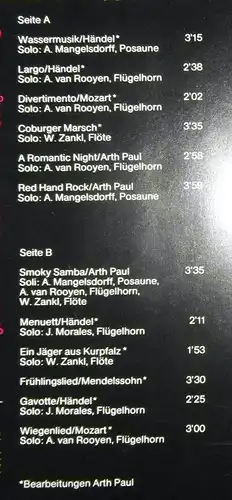 Seite A
Wassermusik/Händel* 3'15
Solo: A. Mangelsdorff, Posaune
Largo/Händel* 2'38
Solo: A. van Rooyen, Flügelhorn
Divertimento/Mozart* 2'02
Solo: A. van Rooyen, Flügelhorn
Coburger Marsch* 3'35
Solo: W. Zankl, Flöte
A Romantic Night/Arth Paul 2'58
Solo: A. van Rooyen, Flügelhorn
Red Hand Rock/Arth Paul 3'58
Solo: A. Mangelsdorff, Posaune
Seite B
Smoky Samba/Arth Paul 3'35
Soli: A. Mangelsdorff, Posaune,
A. van Rooyen, Flügelhorn,
W. Zankl, Flöte
Menuett/Händel* 2'11
Solo: J. Morales, Flügelhorn
Ein Jäger aus Kurpfalz* 1'53
Solo: W. Zankl, Flöte
Frühlingslied/Mendelssohn* 3'30
Gavotte/Händel* 2'25
Solo: J. Morales, Flügelhorn
Wiegenlied/Mozart* 3'00
Solo: A. van Rooyen, Flügelhorn
*Bearbeitungen Arth Paul